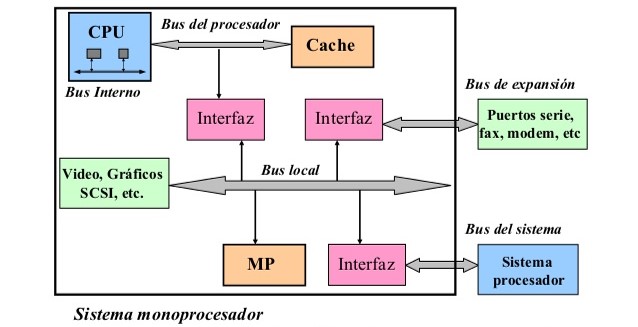 CPU
Bus Interno
Bus del procesador
Cache
Interfaz
Interfaz
Bus de expansión
Puertos serie,
fax, modem, etc
Video, Gráficos
SCSI, etc.
Bus local
MP
Interfaz
Bus del sistema
Sistema
procesador
Sistema monoprocesador